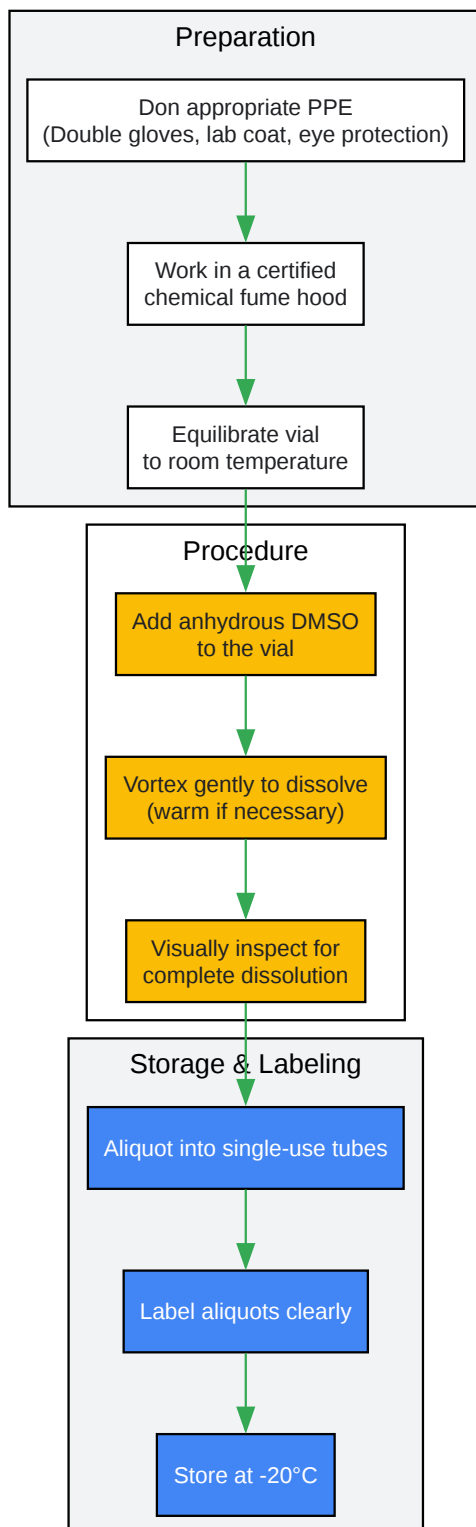 Preparation
Don appropriate PPE
(Double gloves, lab coat, eye protection)
Work in a certified
chemical fume hood
Equilibrate vial
to room temperature
Procedure
Add anhydrous DMSO
to the vial
Vortex gently to dissolve
(warm if necessary)
Visually inspect for
complete dissolution
Storage & Labeling
Aliquot into single-use tubes
Label aliquots clearly
Store at -20°C